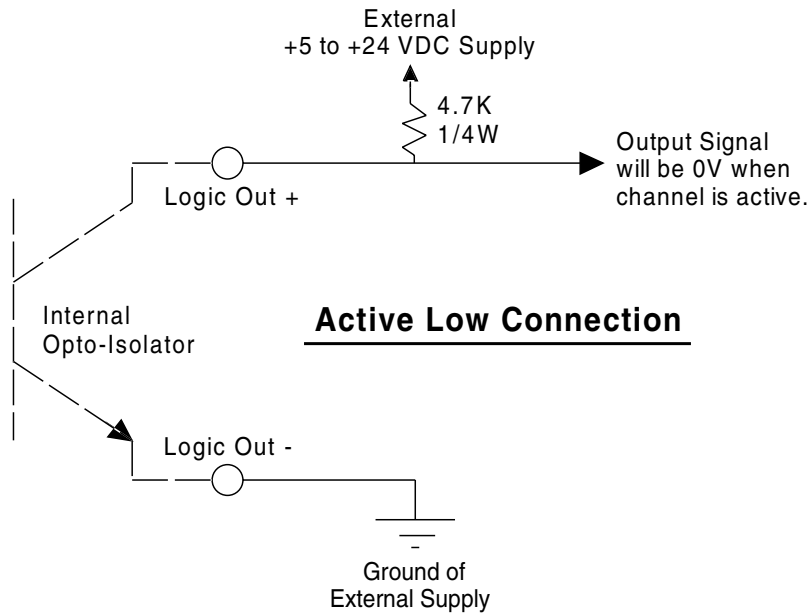 External
+5 to +24 VDC Supply
4.7K
1/4W
Output Signal
will be 0V when
channel is active.
Logic Out +
Internal
Opto-Isolator
Active Low Connection
Logic Out -
Ground of
External Supply